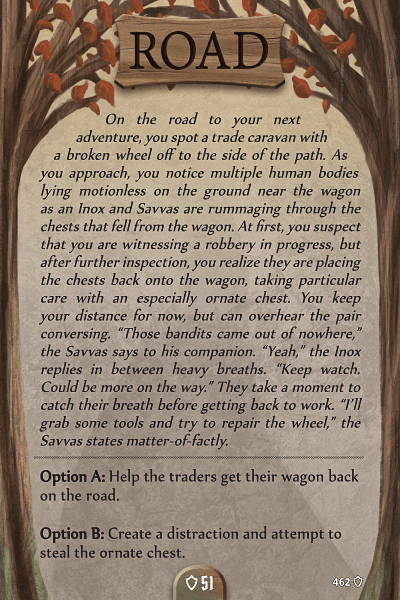 ROAD
On the road to your next
adventure, you spot a trade caravan with
a broken wheel off to the side of the path. As
you approach, you notice multiple human bodies
lying motionless on the ground near the wagon
as an Inox and Savvas are rummaging through the
chests that fell from the wagon. At first, you suspect
that you are witnessing a robbery in progress, but
after further inspection, you realize they are placing
the chests back onto the wagon, taking particular
care with an especially ornate chest. You keep
your distance for now, but can overhear the pair
conversing. “Those bandits came out of nowhere,”
the Savvas says to his companion. “Yeah,” the Inox
replies in between heavy breaths. “Keep watch.
Could be more on the way.” They take a moment to
catch their breath before getting back to work. “I’ll
grab some tools and try to repair the wheel,” the
Savvas states matter-of-factly.
Option A: Help the traders get their wagon back
on the road.
Option B: Create a distraction and attempt to
steal the ornate chest.
51
462